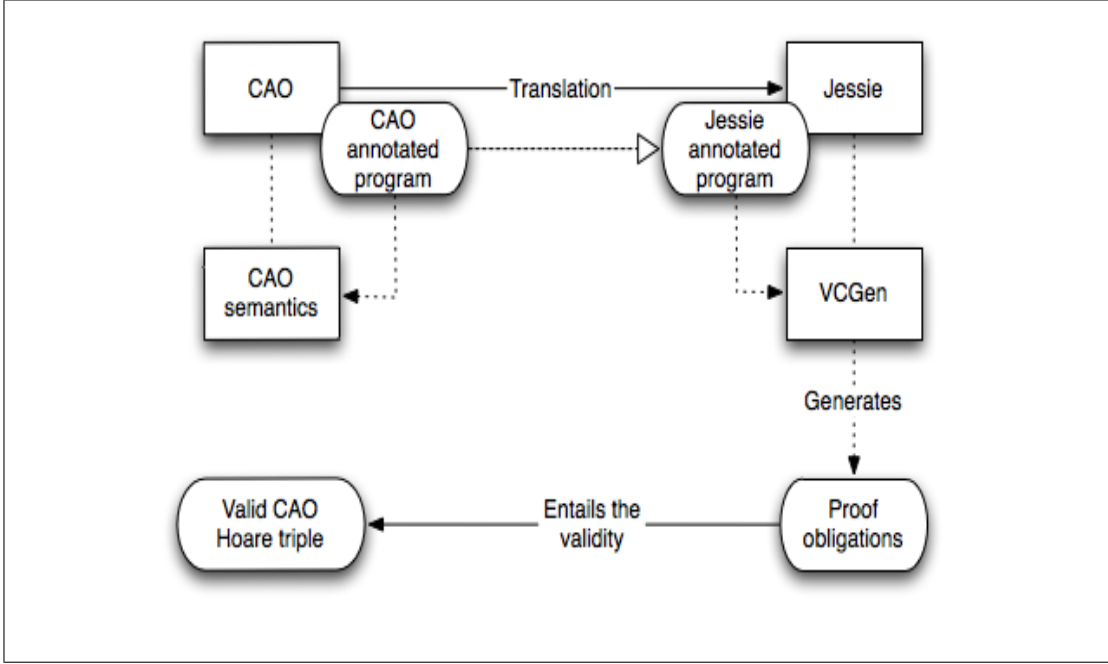 CAO
Translation
Jessie
CAO
annotated
program
Jessie
annotated
program
CAO
semantics
VCGen
Generates
Valid CAO
Hoare triple
Entails the
validity
Proof
obligations